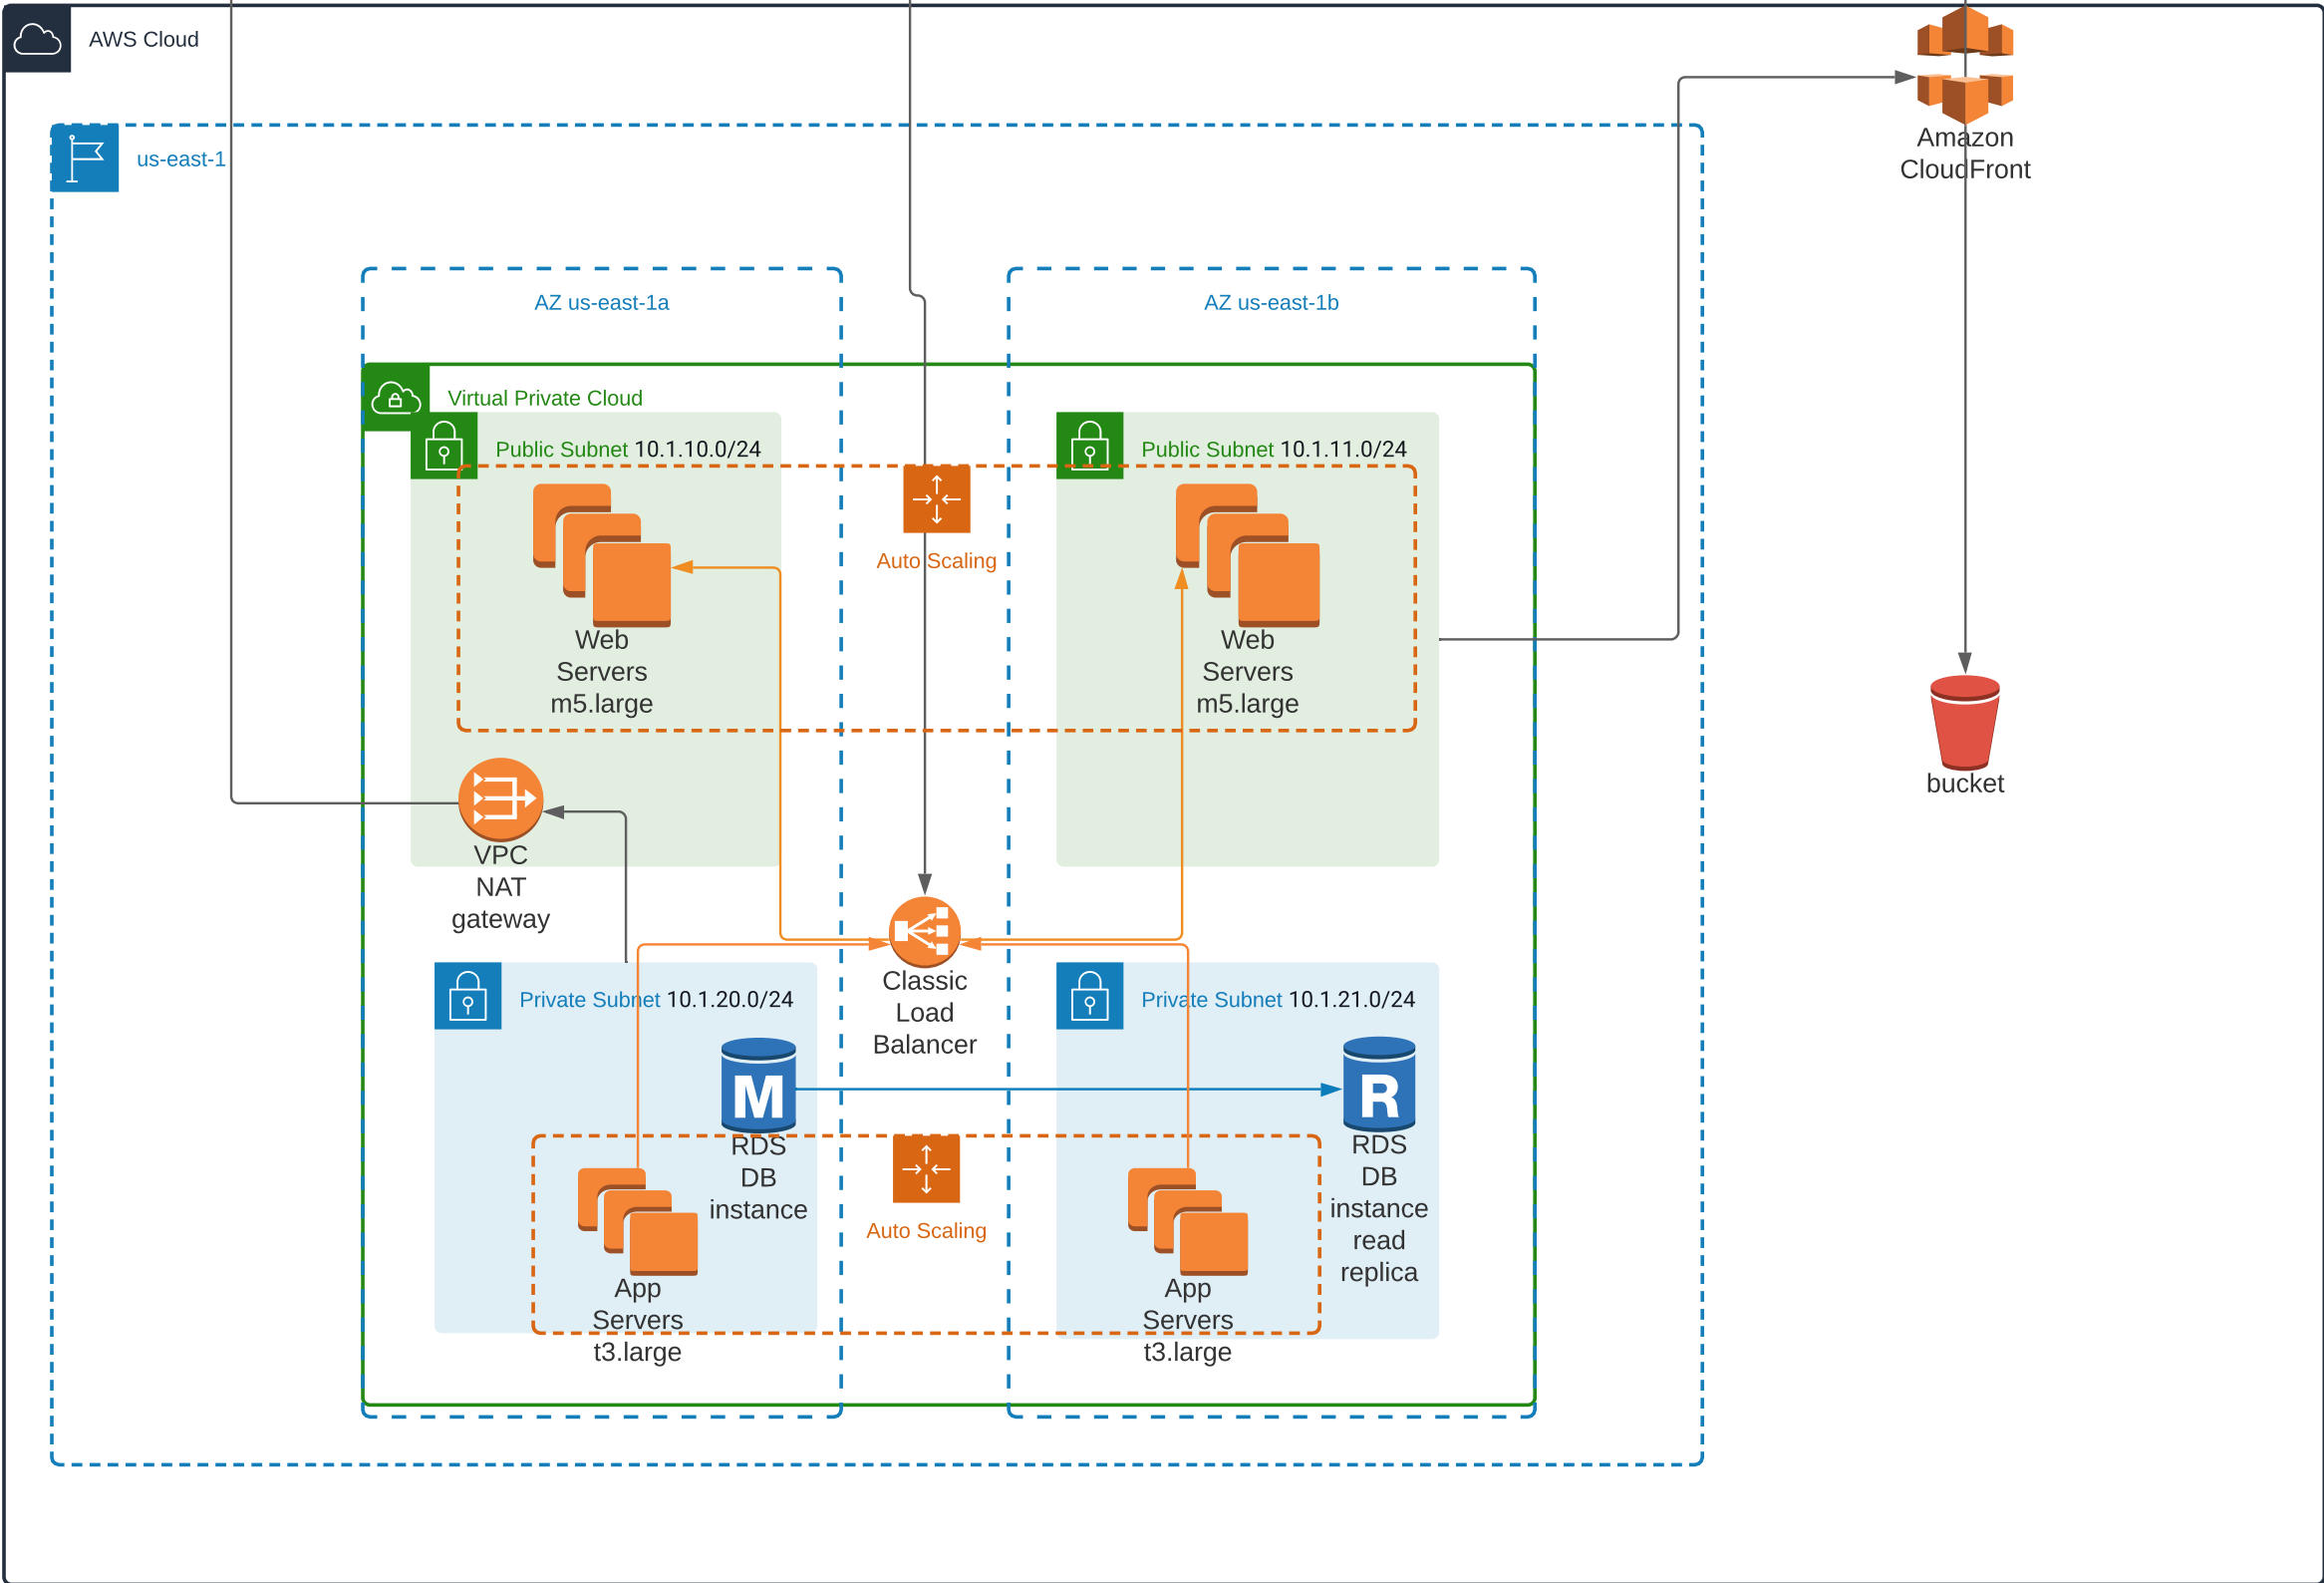 AWS Cloud
Amazon
CloudFront
us-east-1
AZ us-east-1a
AZ us-east-1b
Virtual Private Cloud
Public Subnet 10.1.10.0/24
Public Subnet 10.1.11.0/24
Auto Scaling
Web
Servers
m5.large
Web
Servers
m5.large
bucket
VPC
NAT
gateway
Classic
Load
Balancer
Private Subnet 10.1.20.0/24
Private Subnet 10.1.21.0/24
M
R
RDS
DB
instance
RDS
DB
instance
read
replica
Auto Scaling
App
Servers
t3.large
App
Servers
t3.large